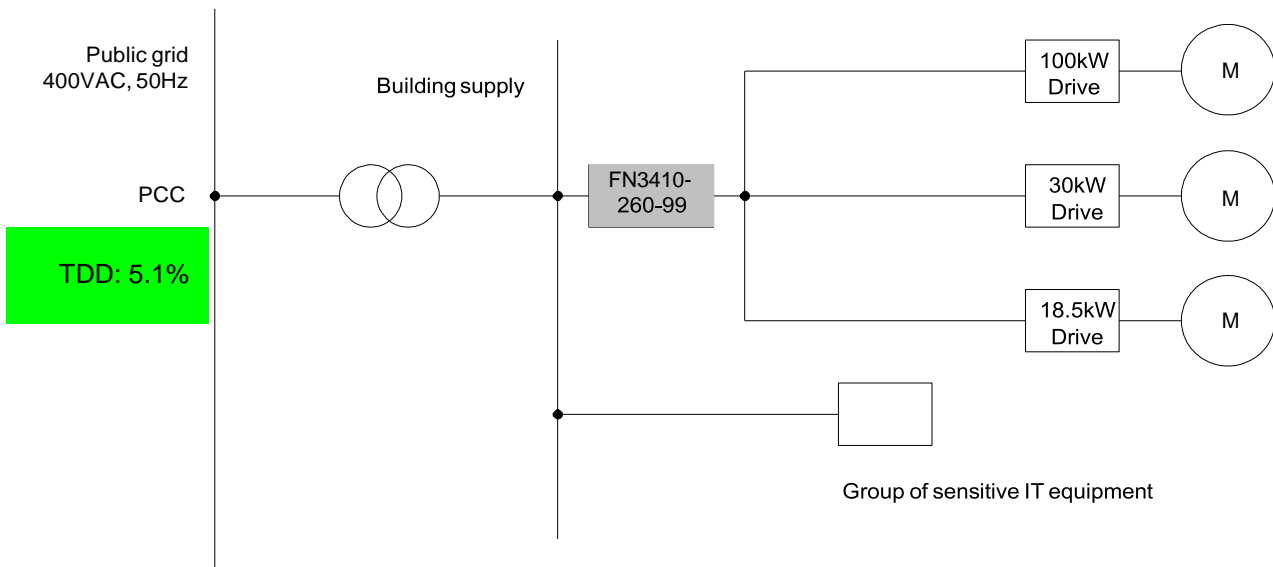 Public grid
400VAC, 50Hz
Building supply
PCC
TDD: 5.1%
FN3410-
260-99
100kW
Drive
M
30kW
Drive
M
18.5kW
Drive
M
Group of sensitive IT equipment